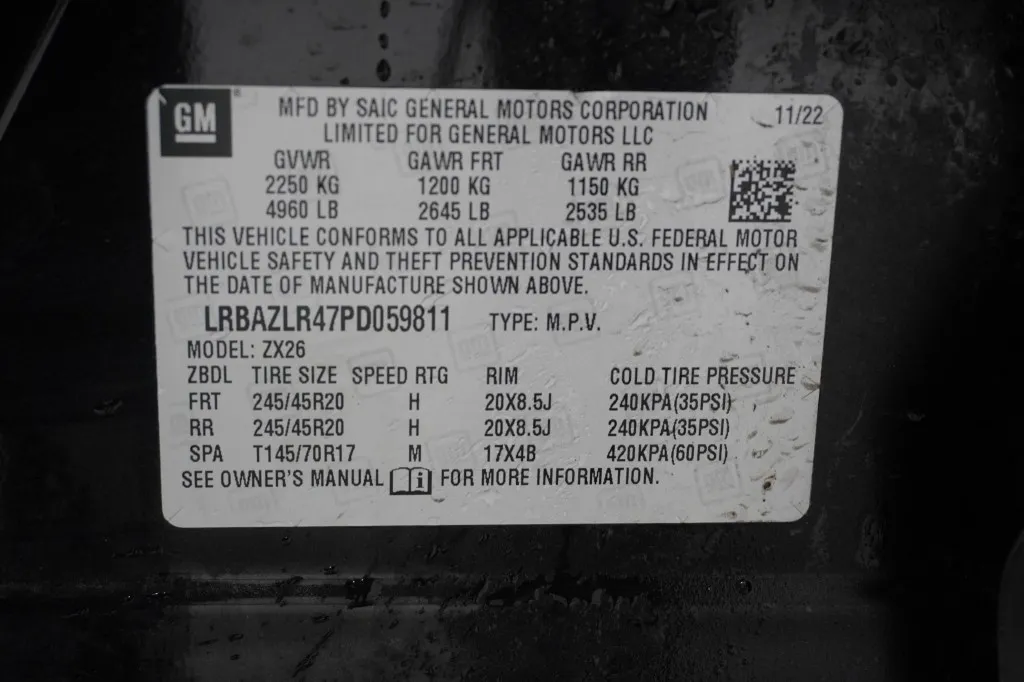 GM MFD BY SAIC GENERAL MOTORS CORPORATION 11/22
LIMITED FOR GENERAL MOTORS LLC
GVWR GAWR FRT GAWR RR
2250 KG 1200 KG 1150 KG
4960 LB 2645 LB 2535 LB
THIS VEHICLE CONFORMS TO ALL APPLICABLE U.S. FEDERAL MOTOR
VEHICLE SAFETY AND THEFT PREVENTION STANDARDS IN EFFECT ON
THE DATE OF MANUFACTURE SHOWN ABOVE.
LRBAZLR47PD059811 TYPE: M.P.V.
MODEL: ZX26
ZBDL TIRE SIZE SPEED RTG RIM COLD TIRE PRESSURE
FRT 245/45R20 H 20X8.5J 240KPA(35PSI)
RR 245/45R20 H 20X8.5J 240KPA(35PSI)
SPA T145/70R17 M 17X4B 420KPA(60PSI)
SEE OWNER'S MANUAL i FOR MORE INFORMATION.